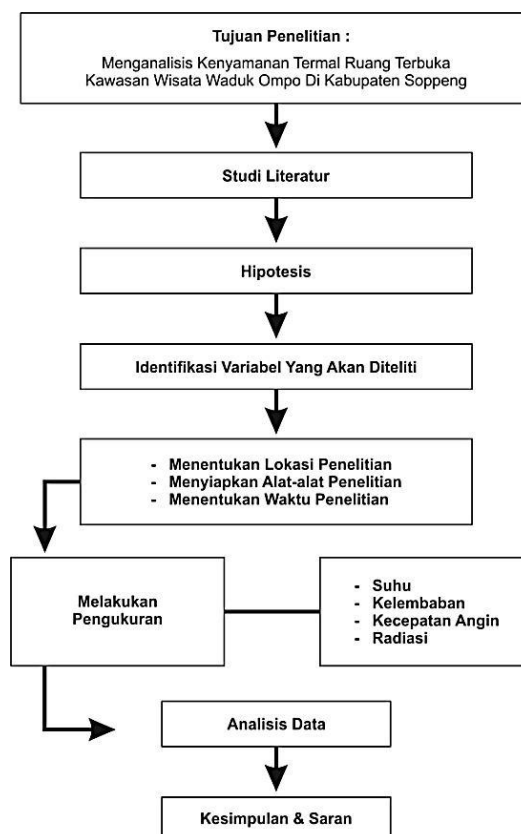 Tujuan Penelitian :
Menganalisis Kenyamanan Termal Ruang Terbuka
Kawasan Wisata Waduk Ompo Di Kabupaten Soppeng
Studi Literatur
Hipotesis
Identifikasi Variabel Yang Akan Diteliti
- Menentukan Lokasi Penelitian
- Menyiapkan Alat-alat Penelitian
- Menentukan Waktu Penelitian
Melakukan
Pengukuran
- Suhu
- Kelembaban
- Kecepatan Angin
- Radiasi
Analisis Data
Kesimpulan & Saran